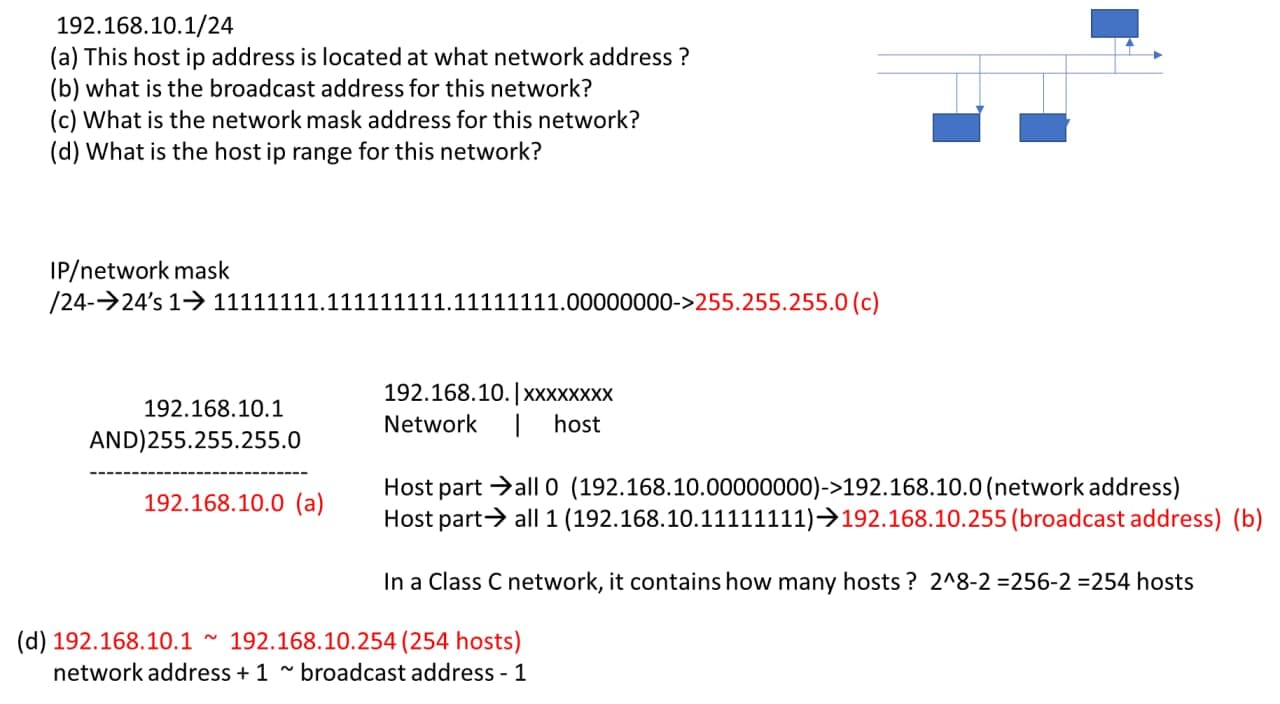 192.168.10.1/24
(a) This host ip address is located at what network address ?
(b) what is the broadcast address for this network?
(c) What is the network mask address for this network?
(d) What is the host ip range for this network?
IP/network mask
/24-→24’s 1→ 11111111.111111111.11111111.00000000->255.255.255.0 (c)
192.168.10.1
AND)255.255.255.0
--------------------------
192.168.10.0 (a)
192.168.10.|xxxxxxxx
Network | host
Host part →all 0 (192.168.10.00000000)->192.168.10.0 (network address)
Host part→ all 1 (192.168.10.11111111)→192.168.10.255 (broadcast address) (b)
In a Class C network, it contains how many hosts ? 2^8-2 =256-2 =254 hosts
(d) 192.168.10.1 ~ 192.168.10.254 (254 hosts)
network address + 1 ~ broadcast address - 1